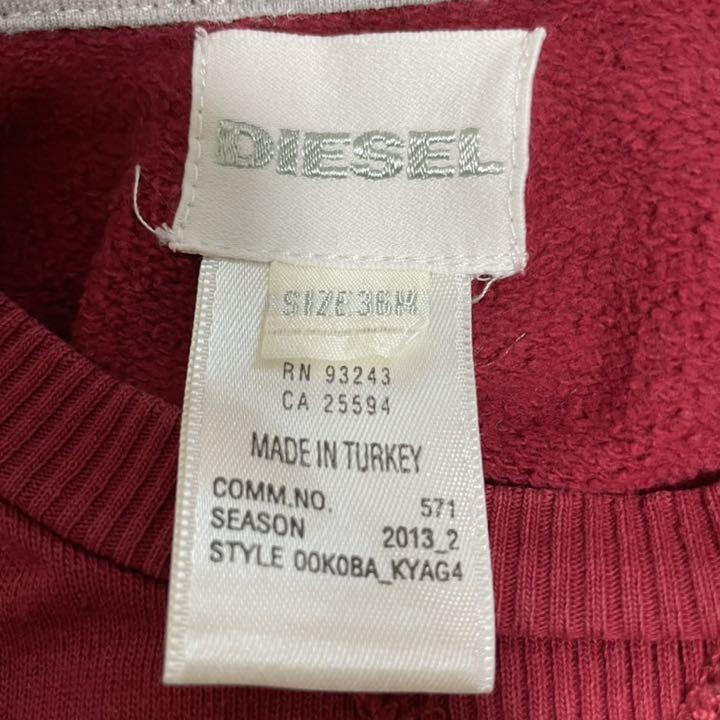 DIESEL
SIZE 36M
RN 93243
CA 25594
MADE IN TURKEY
COMM.NO. 571
SEASON 2013_2
STYLE 00K0BA_KYAG4